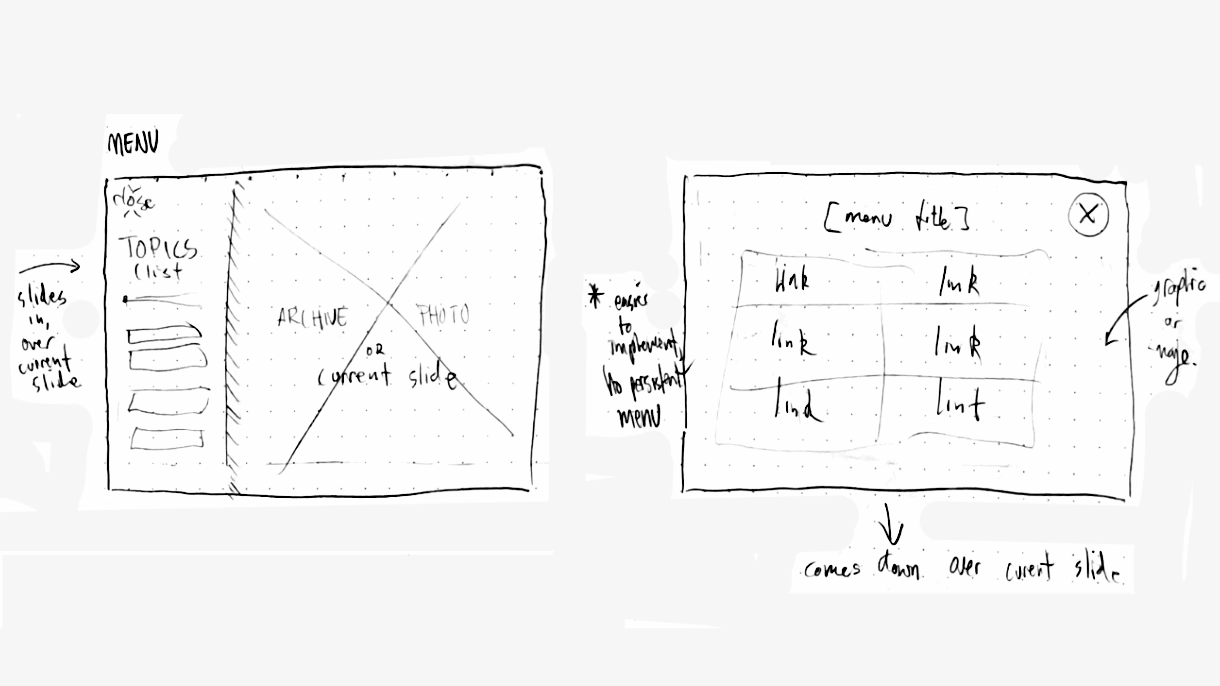 MENU
close
TOPICS
(list
ARCHIVE PHOTO
OR
current slide
slides
in,
over
current
slide
[menu title]
X
link link
link link
lind lint
* easier
to
implement,
No persistent
menu
graphic
or
image.
comes down over curent slide